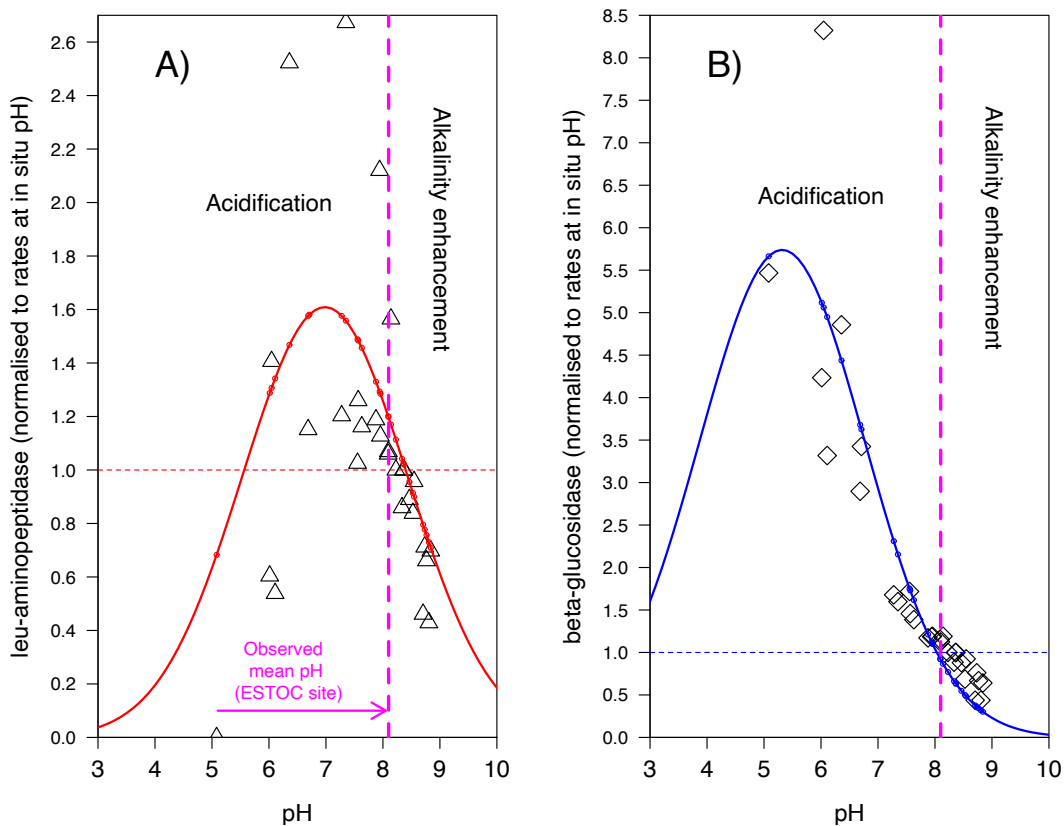 A)
Acidification
Alkalinity enhancement
Observed
mean pH
(ESTOC site)
leu-aminopeptidase (normalised to rates at in situ pH)
0.0
0.2
0.4
0.6
0.8
1.0
1.2
1.4
1.6
1.8
2.0
2.2
2.4
2.6
3 4 5 6 7 8 9 10
pH
B)
Acidification
Alkalinity enhancement
beta-glucosidase (normalised to rates at in situ pH)
0.0
0.5
1.0
1.5
2.0
2.5
3.0
3.5
4.0
4.5
5.0
5.5
6.0
6.5
7.0
7.5
8.0
8.5
3 4 5 6 7 8 9 10
pH